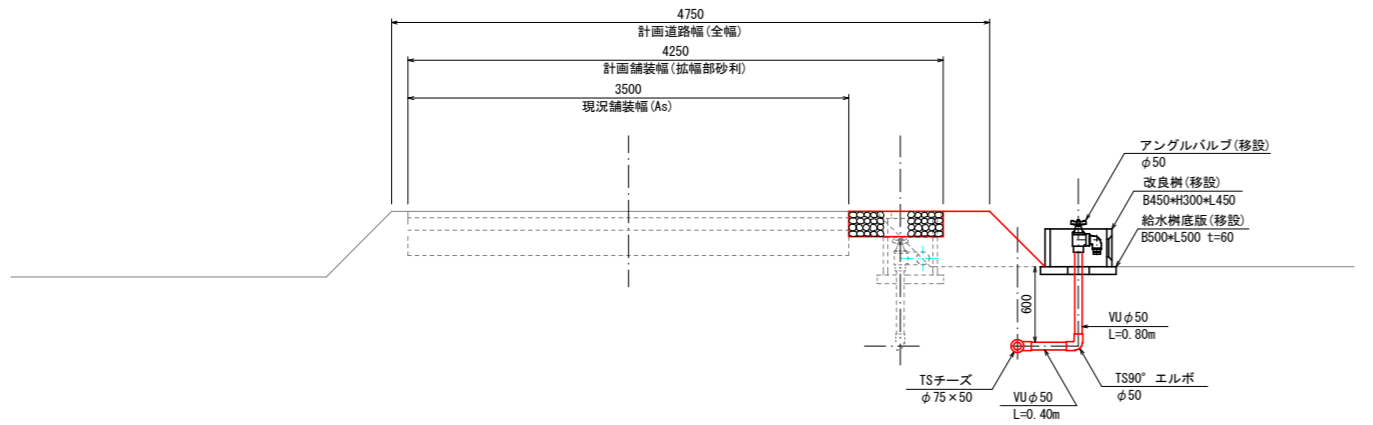 4750
計画道路幅(全幅)
4250
計画舗装幅(拡幅部砂利)
3500
現況舗装幅(As)
アングルバルブ(移設)
φ50
改良桝(移設)
B450*H300*L450
給水桝底版(移設)
B500*L500 t=60
600
VUφ50
L=0.80m
TSチーズ
φ75×50
VUφ50
L=0.40m
TS90°エルボ
φ50